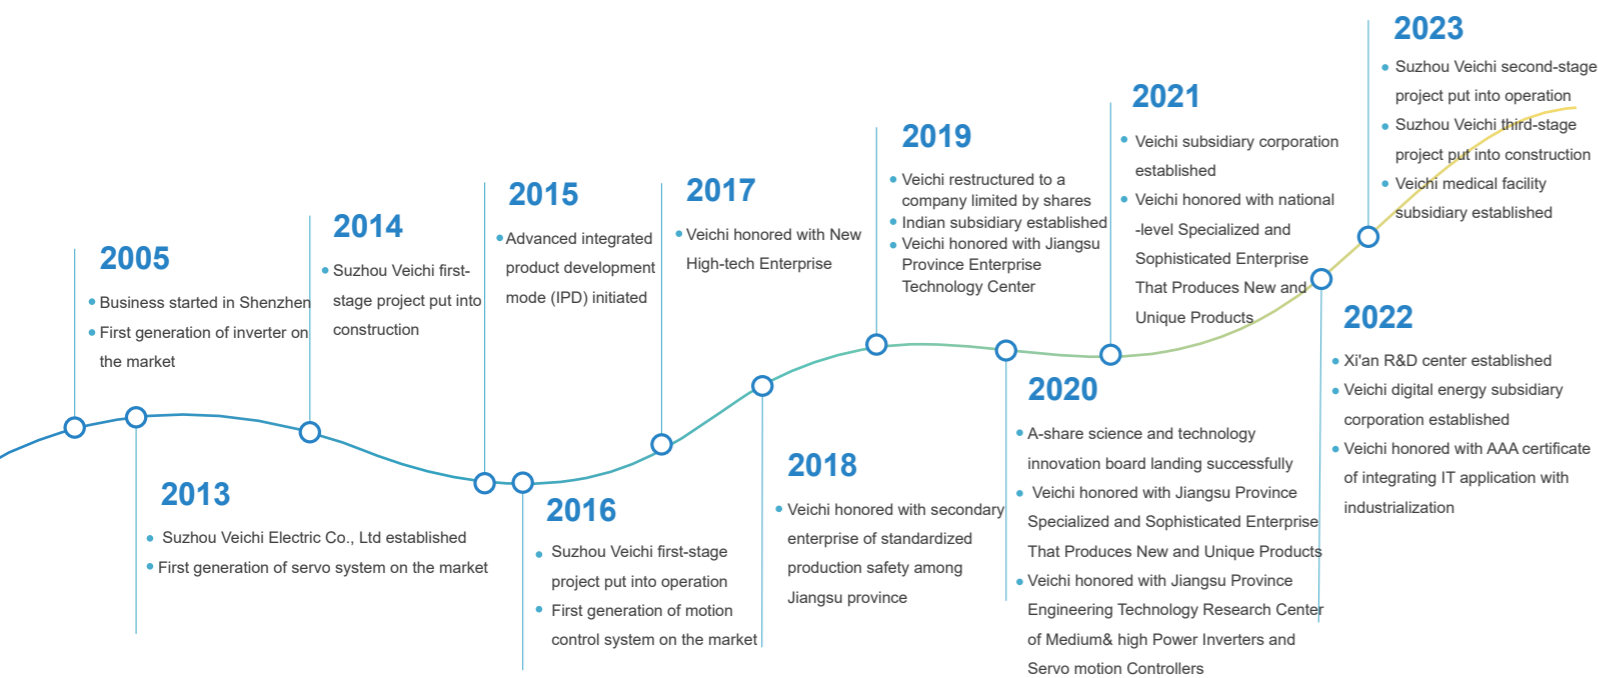 2005
Business started in Shenzhen
First generation of inverter on
the market
2013
Suzhou Veichi Electric Co., Ltd established
First generation of servo system on the market
2014
Suzhou Veichi first-
stage project put into
construction
2015
Advanced integrated
product development
mode (IPD) initiated
2016
Suzhou Veichi first-stage
project put into operation
First generation of motion
control system on the market
2017
Veichi honored with New
High-tech Enterprise
2018
Veichi honored with secondary
enterprise of standardized
production safety among
Jiangsu province
2019
Veichi restructured to a
company limited by shares
Indian subsidiary established
Veichi honored with Jiangsu
Province Enterprise
Technology Center
2020
A-share science and technology
innovation board landing successfully
Veichi honored with Jiangsu Province
Specialized and Sophisticated Enterprise
That Produces New and Unique Products
Veichi honored with Jiangsu Province
Engineering Technology Research Center
of Medium& high Power Inverters and
Servo motion Controllers
2021
Veichi subsidiary corporation
established
Veichi honored with national
-level Specialized and
Sophisticated Enterprise
That Produces New and
Unique Products
2022
Xi'an R&D center established
Veichi digital energy subsidiary
corporation established
Veichi honored with AAA certificate
of integrating IT application with
industrialization
2023
Suzhou Veichi second-stage
project put into operation
Suzhou Veichi third-stage
project put into construction
Veichi medical facility
subsidiary established